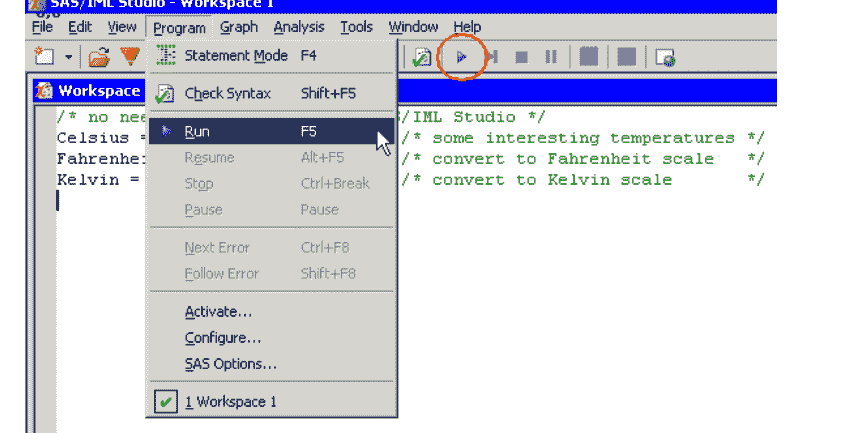 SAS/IML Studio - Workspace 1
File Edit View Program Graph Analysis Tools Window Help
Statement Mode F4
Workspace
Check Syntax Shift+F5
/* no /IML Studio */
Run F5
Celsius = /* some interesting temperatures */
Resume Alt+F5
/* convert to Fahrenheit scale */
Stop Ctrl+Break
Kelvin = /* convert to Kelvin scale */
Pause Pause
Next Error Ctrl+F8
Follow Error Shift+F8
Activate...
Configure...
SAS Options...
1 Workspace 1